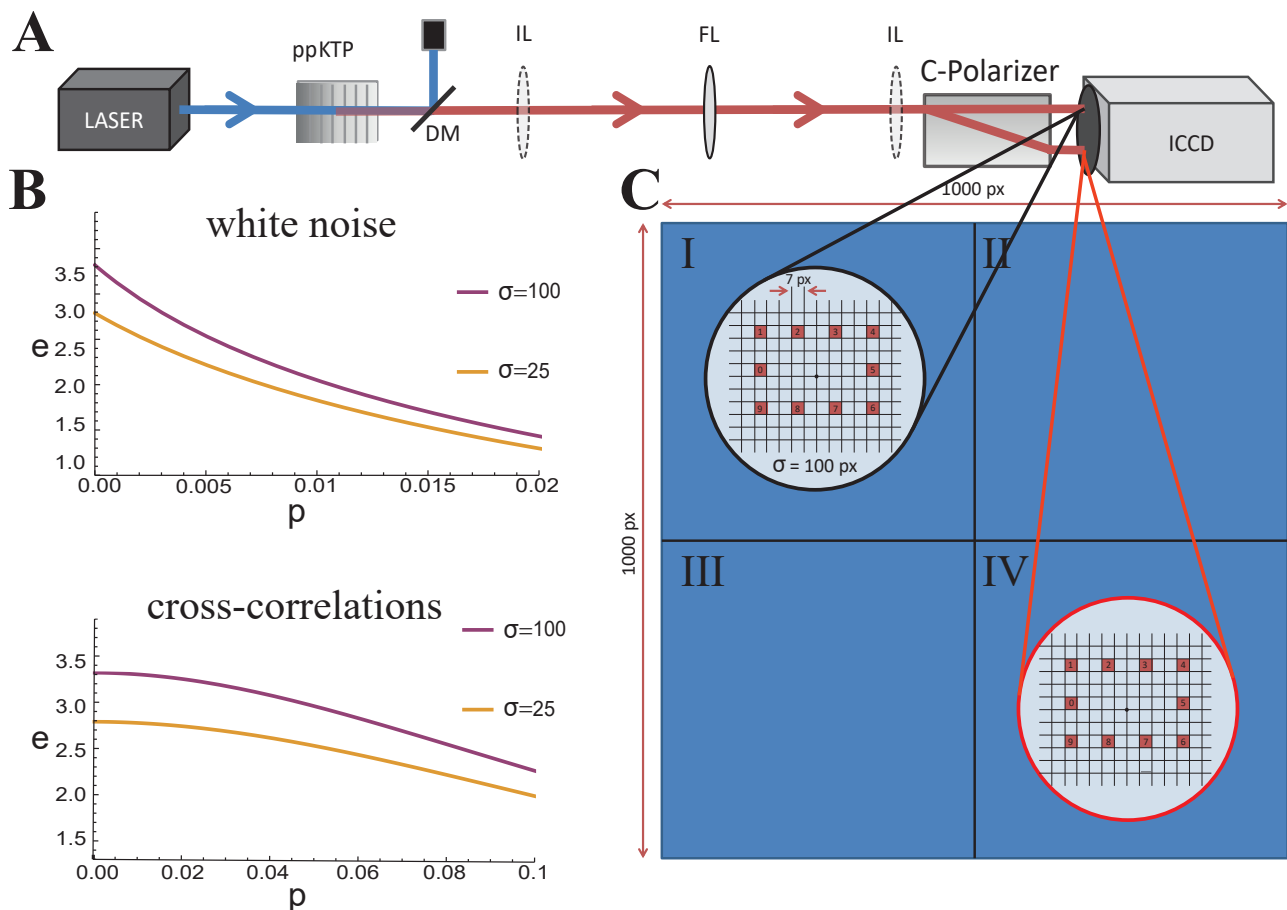 A
LASER
ppKTP
DM
IL
FL
IL
C-Polarizer
ICCD
B
white noise
3.5
3.0
2.5
2.0
1.5
1.0
e
σ=100
σ=25
0.00 0.005 0.01 0.015 0.02
p
cross-correlations
3.5
3.0
2.5
2.0
1.5
e
σ=100
σ=25
0.00 0.02 0.04 0.06 0.08 0.1
p
C
1000 px
1000 px
I
7 px
1 2 3 4
0 5
9 8 7 6
σ = 100 px
II
III
IV
1 2 3 4
0 5
9 8 7 6